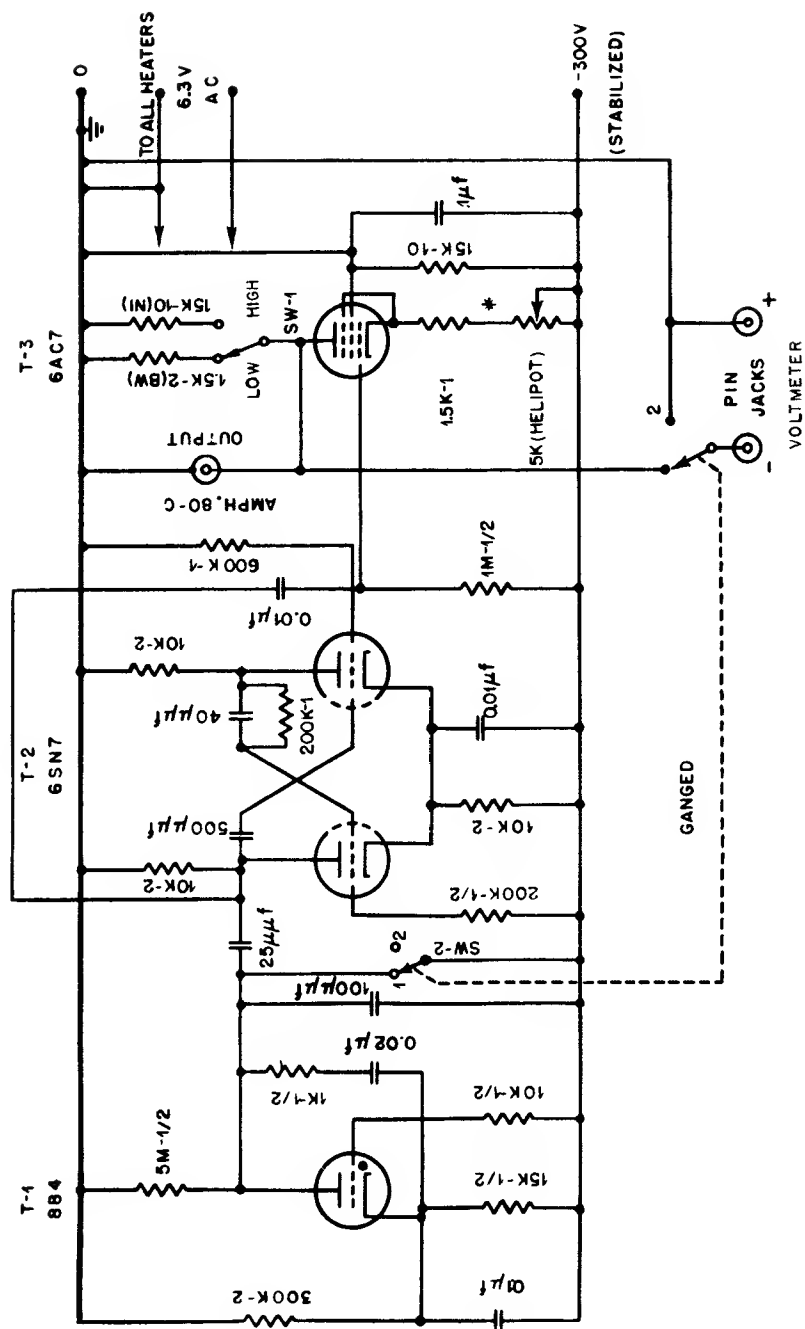 T-1
884
T-2
6SN7
T-3
6AC7
0
TO ALL HEATERS
6.3 V
AC
5M-1/2
300K-2
0.1µf
1K-1/2
0.02µf
15K-1/2
10K-1/2
100µµf
25µµf
1
2
SW-2
10K-2
500µµf
200K-1/2
10K-2
40µµf
200K-1
10K-2
0.01µf
0.01µf
600K-1
1M-1/2
AMPH. 80-C
OUTPUT
1.5K-2(BW)
15K-10(NI)
LOW
HIGH
SW-1
1.5K-1
*
5K(HELIPOT)
15K-10
.1µf
-300V
(STABILIZED)
GANGED
2
-
+
PIN
JACKS
VOLTMETER